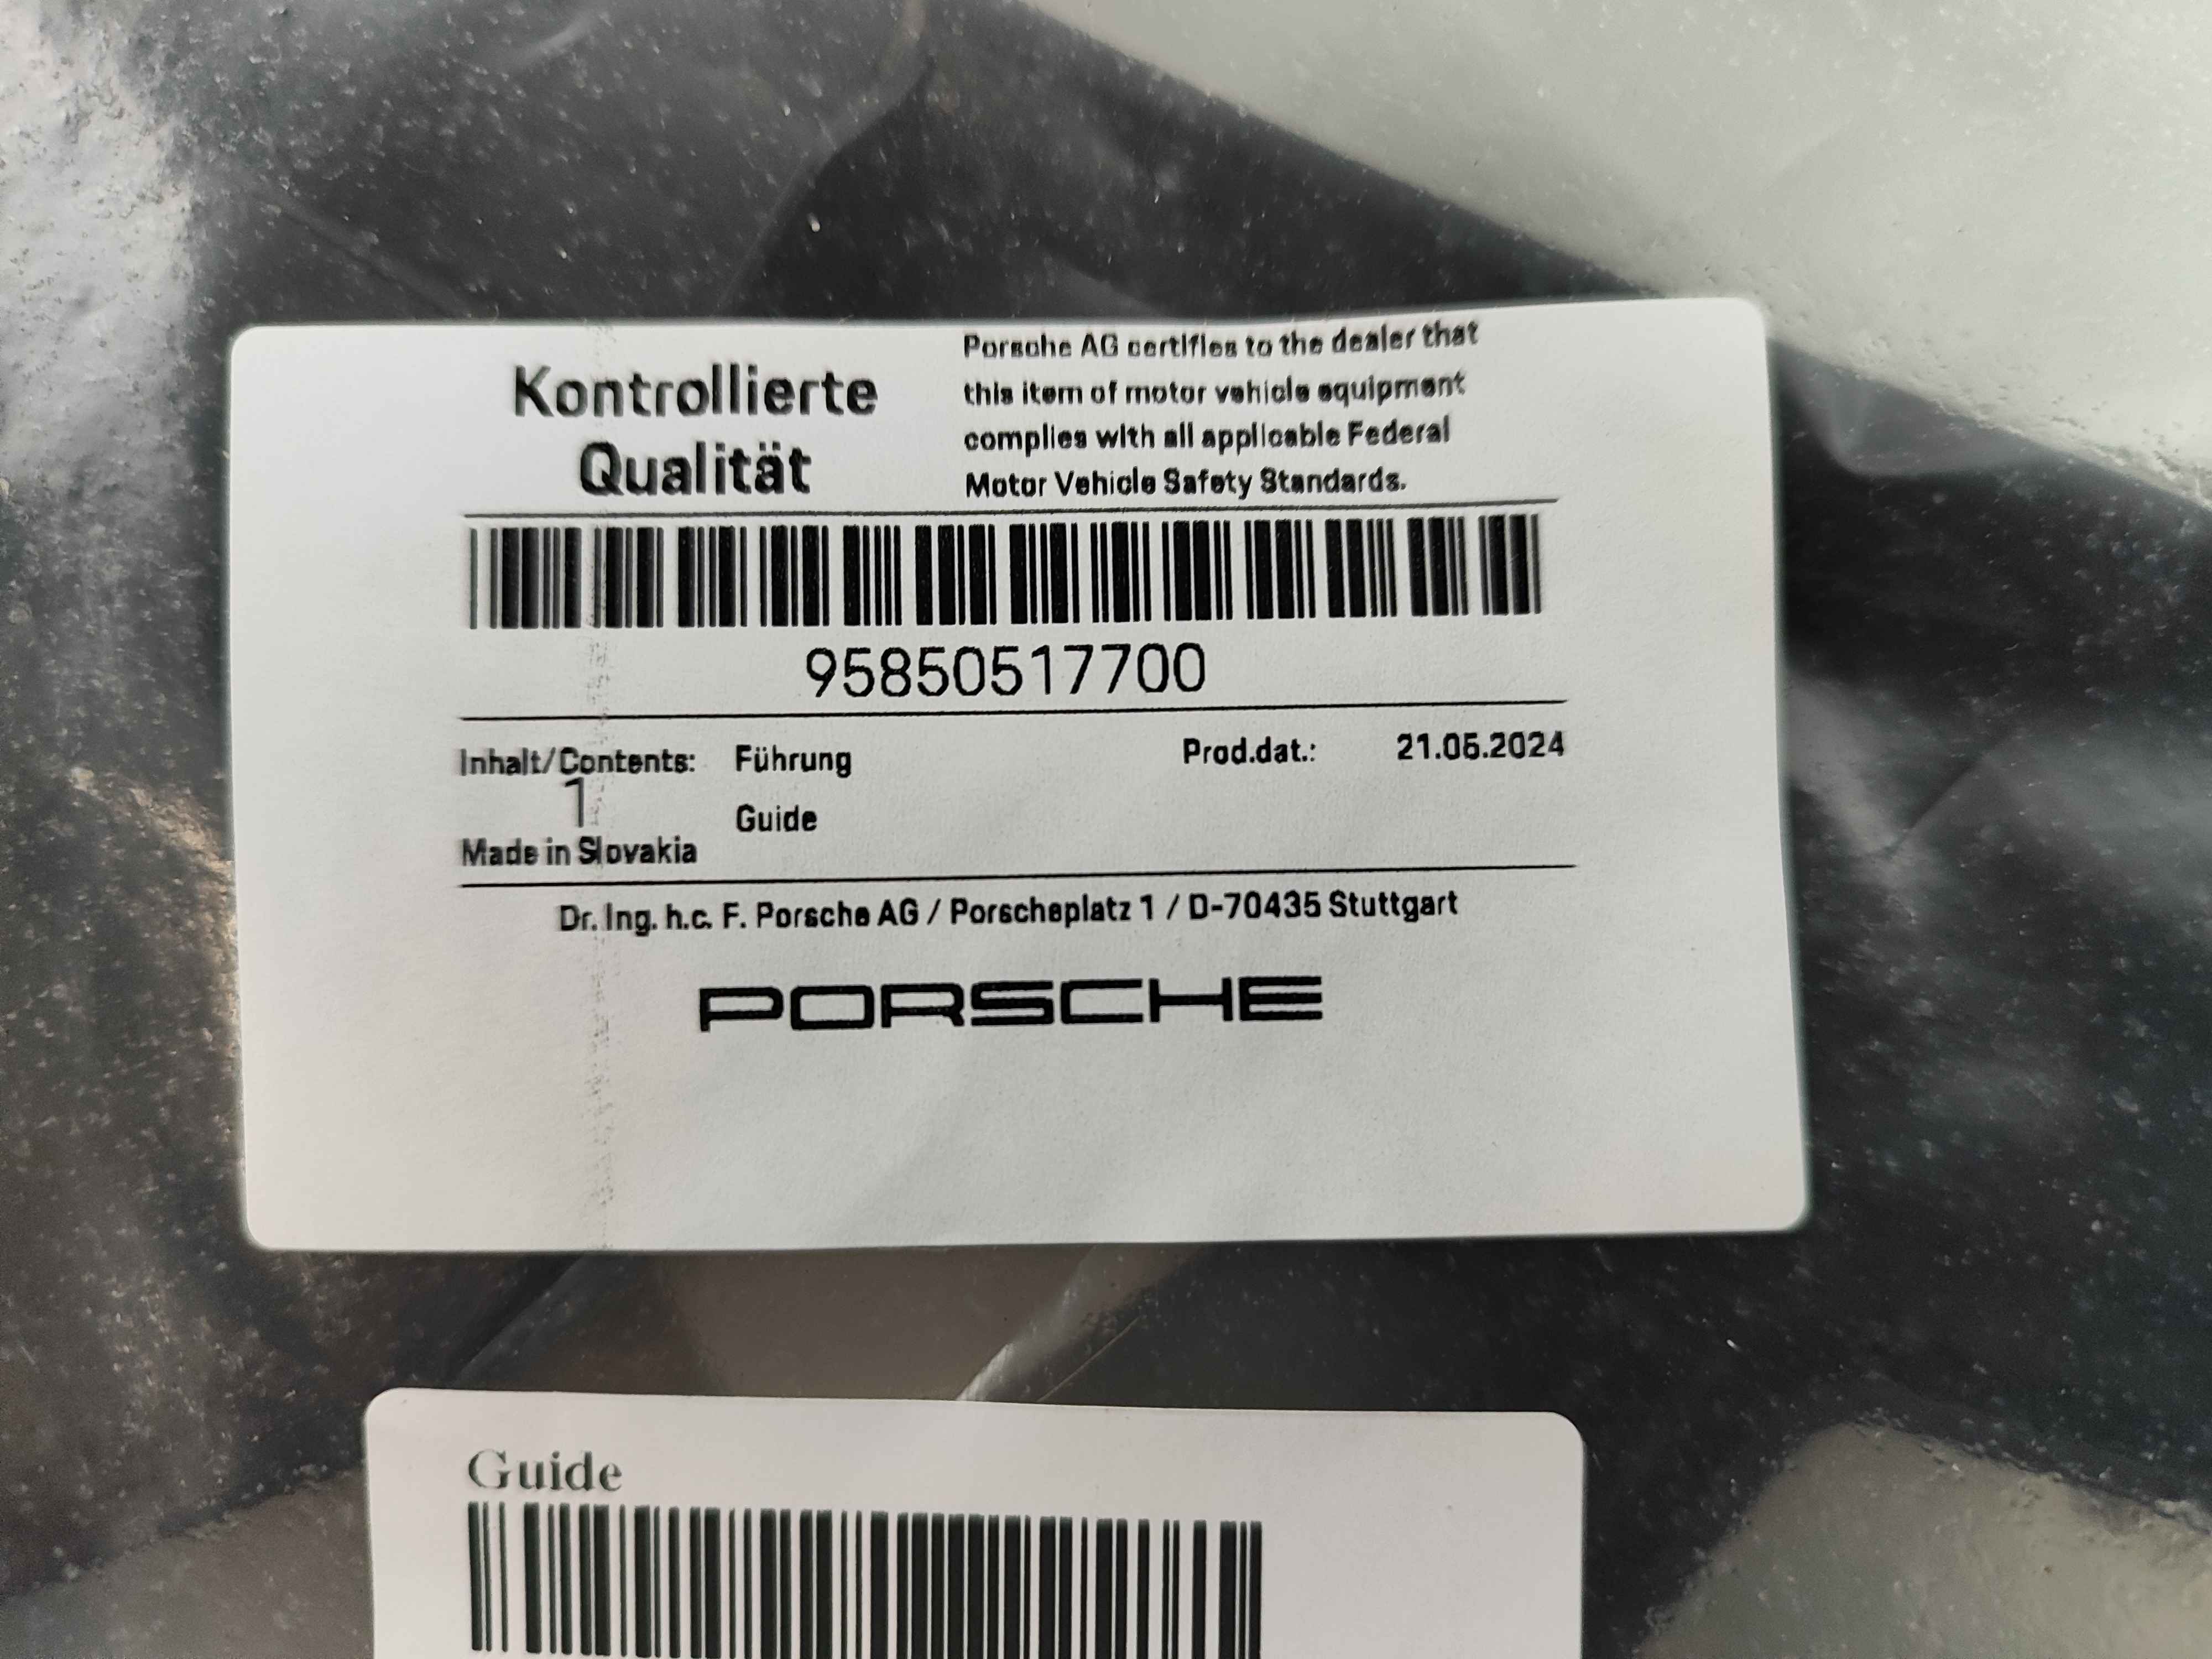 Kontrollierte
Qualität
Porsche AG certifies to the dealer that
this item of motor vehicle equipment
complies with all applicable Federal
Motor Vehicle Safety Standards.
95850517700
Inhalt/Contents: Führung Prod.dat.: 21.06.2024
1 Guide
Made in Slovakia
Dr. Ing. h.c. F. Porsche AG / Porscheplatz 1 / D-70435 Stuttgart
PORSCHE
Guide